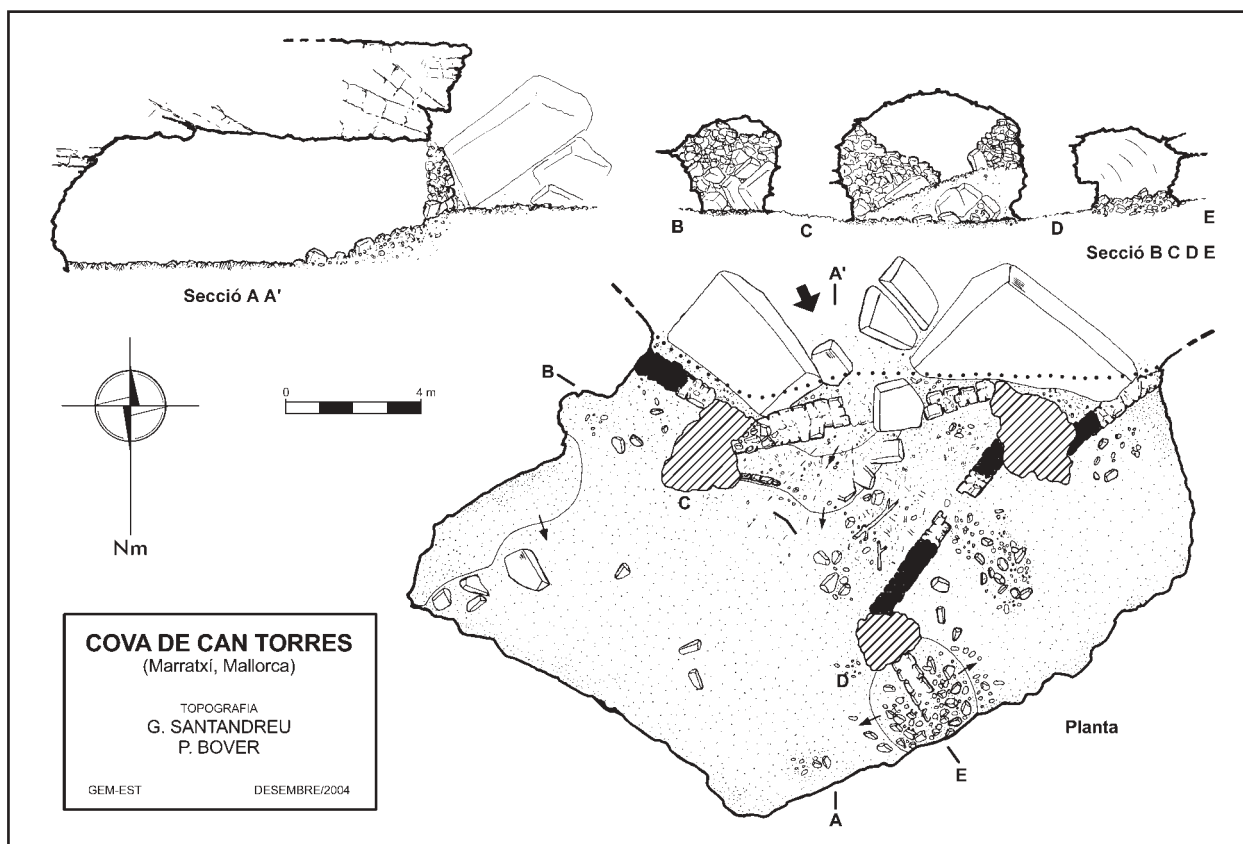 B
C
D
E
Secció B C D E
Secció A A'
A'
B
0 4 m
C
Nm
COVA DE CAN TORRES
(Marratxí, Mallorca)
TOPOGRAFIA
G. SANTANDREU
P. BOVER
GEM-EST DESEMBRE/2004
D
Planta
E
A